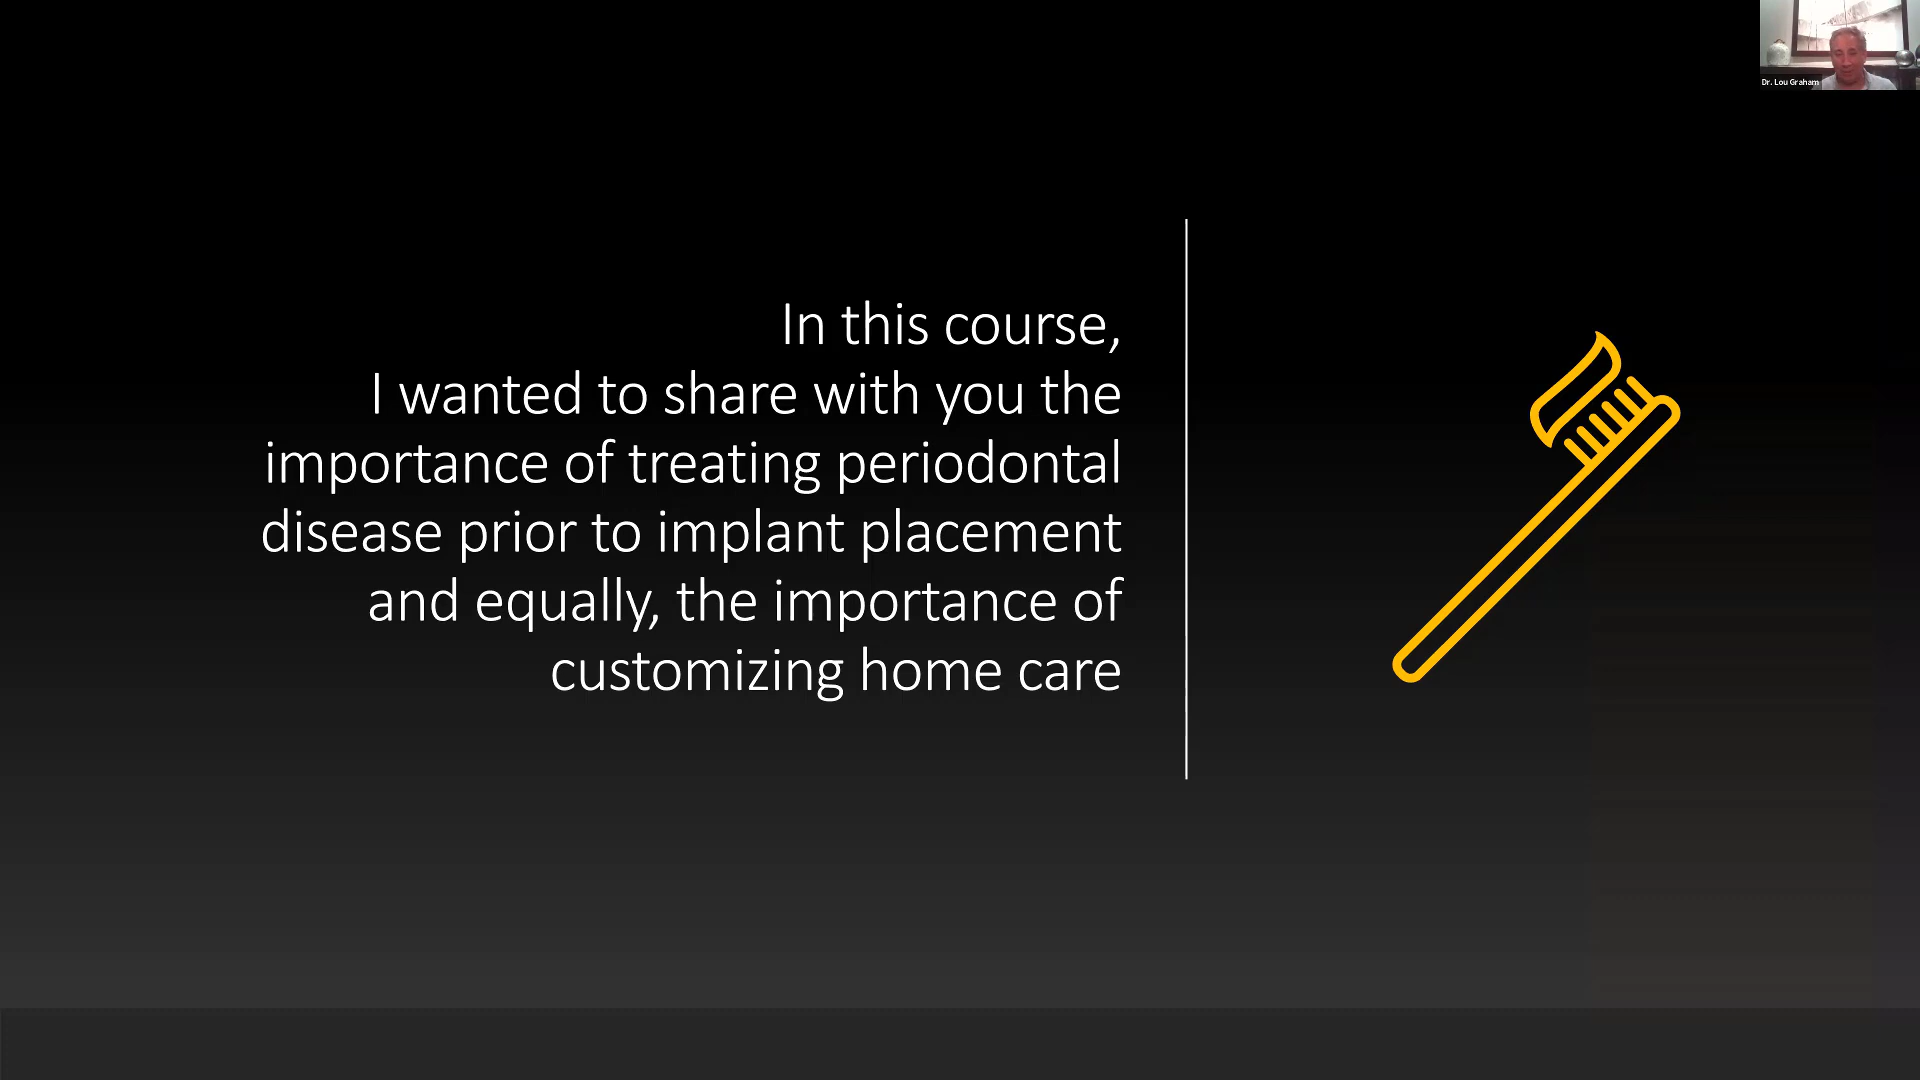 Dr. Lou Graham
In this course,
I wanted to share with you the
importance of treating periodontal
disease prior to implant placement
and equally, the importance of
customizing home care